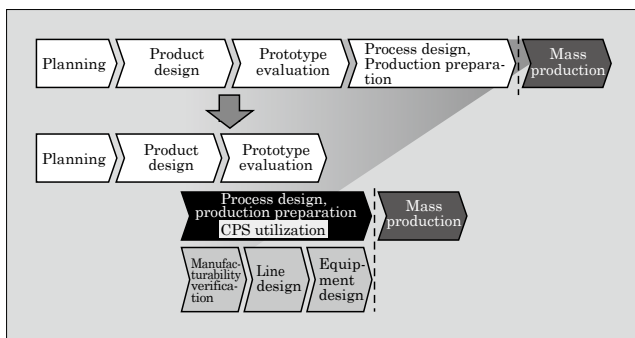 Planning
Product
design
Prototype
evaluation
Process design,
Production prepara-
tion
Mass
production
Planning
Product
design
Prototype
evaluation
Process design,
production preparation
CPS utilization
Mass
production
Manufac-
turability
verifica-
tion
Line
design
Equip-
ment
design